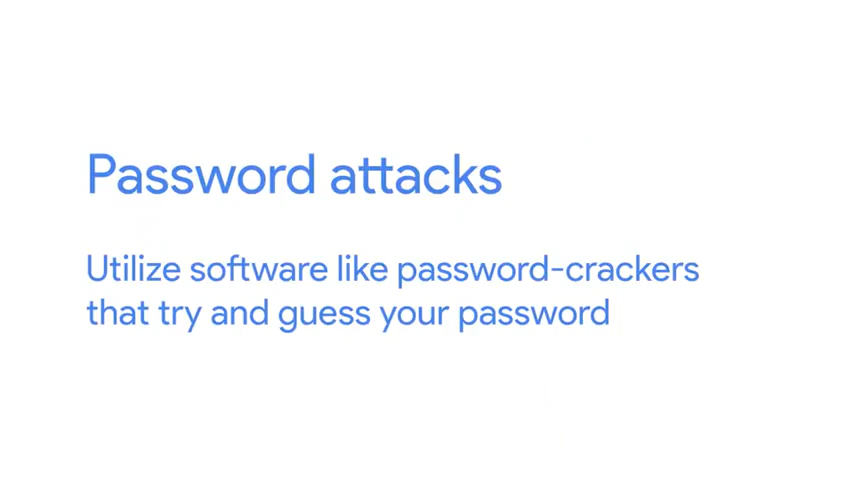 Password attacks
Utilize software like password-crackers
that try and guess your password